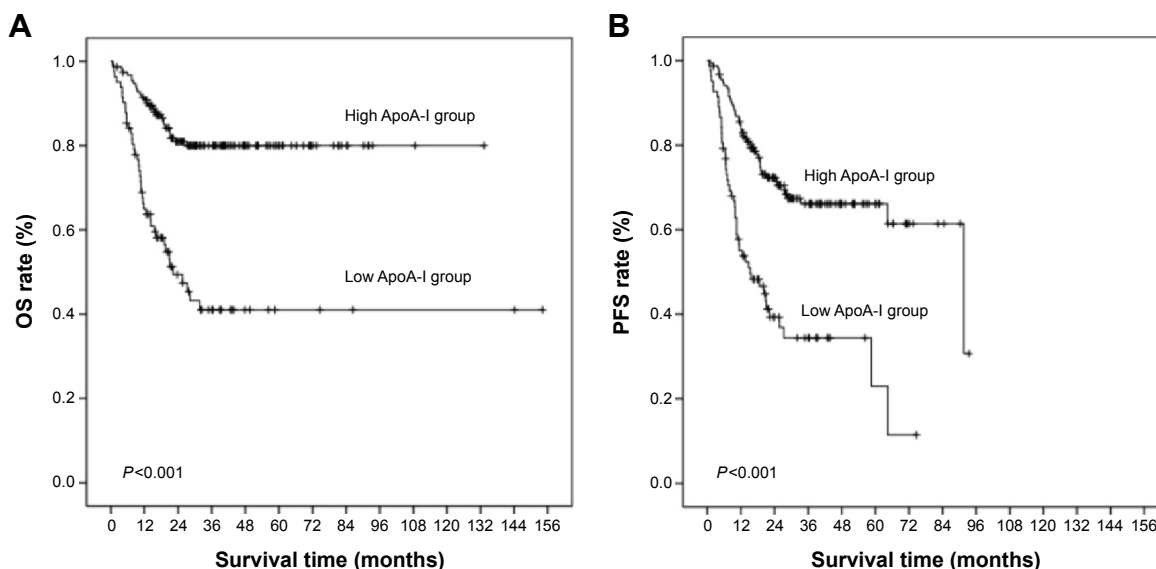 A
OS rate (%)
1.0
0.8
0.6
0.4
0.2
0.0
High ApoA-I group
Low ApoA-I group
P<0.001
0 12 24 36 48 60 72 84 96 108 120 132 144 156
Survival time (months)
B
PFS rate (%)
1.0
0.8
0.6
0.4
0.2
0.0
High ApoA-I group
Low ApoA-I group
P<0.001
0 12 24 36 48 60 72 84 96 108 120 132 144 156
Survival time (months)